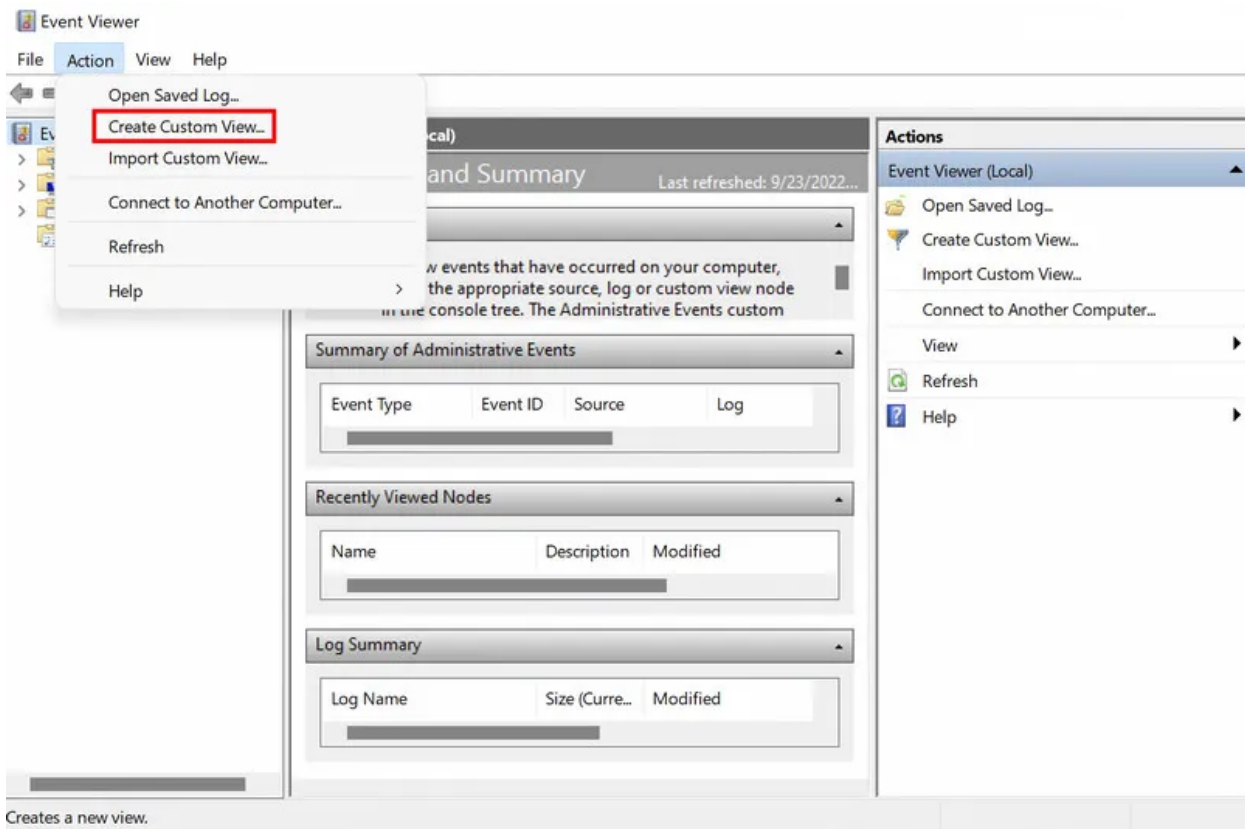 Event Viewer
File Action View Help
Open Saved Log...
Create Custom View...
Import Custom View...
Connect to Another Computer...
Refresh
Help
and Summary
Last refreshed: 9/23/2022...
events that have occurred on your computer,
the appropriate source, log or custom view node
in the console tree. The Administrative Events custom
Summary of Administrative Events
Event Type Event ID Source Log
Recently Viewed Nodes
Name Description Modified
Log Summary
Log Name Size (Curre... Modified
Actions
Event Viewer (Local)
Open Saved Log...
Create Custom View...
Import Custom View...
Connect to Another Computer...
View
Refresh
Help
Creates a new view.